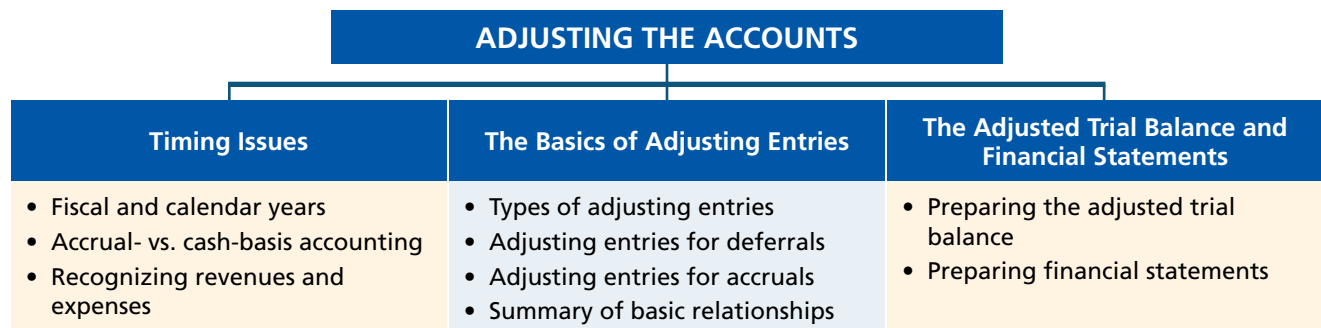 ADJUSTING THE ACCOUNTS
Timing Issues
• Fiscal and calendar years
• Accrual- vs. cash-basis accounting
• Recognizing revenues and
expenses
The Basics of Adjusting Entries
• Types of adjusting entries
• Adjusting entries for deferrals
• Adjusting entries for accruals
• Summary of basic relationships
The Adjusted Trial Balance and
Financial Statements
• Preparing the adjusted trial
balance
• Preparing financial statements